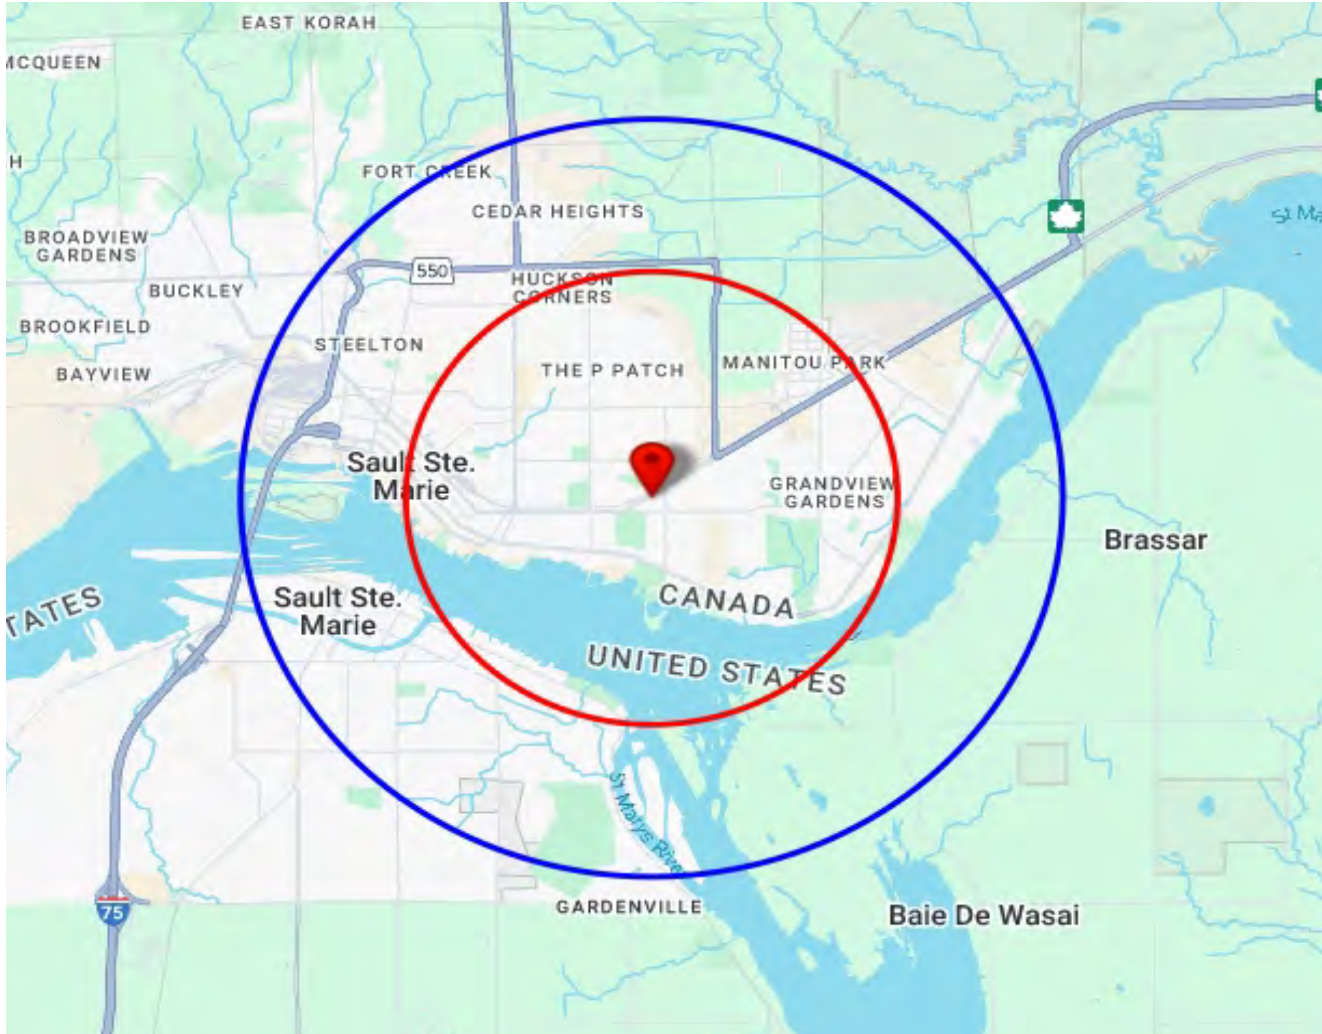 EAST KORAH
MCQUEEN
H
FORT CREEK
CEDAR HEIGHTS
St Ma
BROADVIEW
GARDENS
550
HUCKSON
CORNERS
BUCKLEY
BROOKFIELD
STEELTON
BAYVIEW
THE P PATCH
MANITOU PARK
Sault Ste.
Marie
GRANDVIEW
GARDENS
Brassar
CANADA
TATES
Sault Ste.
Marie
UNITED STATES
St Marys River
75
GARDENVILLE
Baie De Wasai